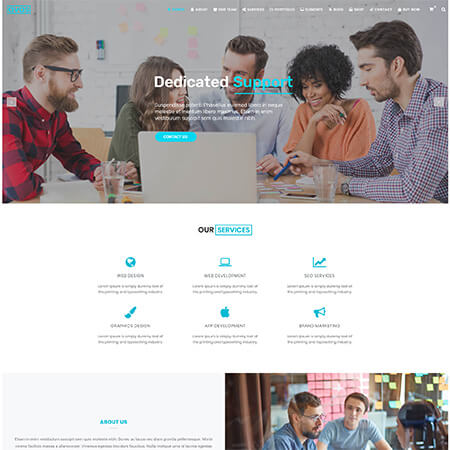 HOME ABOUT OUR TEAM SERVICES PORTFOLIO ELEMENTS BLOG SHOP CONTACT BUY NOW
Dedicated Support
Suspendisse potenti. Phasellus euismod libero in neque
molestie et mentum libero maximus. Etiam in enim
vestibulum suscipit sem quis molestie nibh.
CONTACT US
OUR SERVICES
WEB DESIGN
Lorem Ipsum is simply dummy text of
the printing and typesetting industry.
WEB DEVELOPMENT
Lorem Ipsum is simply dummy text of
the printing and typesetting industry.
SEO SERVICES
Lorem Ipsum is simply dummy text of
the printing and typesetting industry.
GRAPHICS DESIGN
Lorem Ipsum is simply dummy text of
the printing and typesetting industry.
APP DEVELOPMENT
Lorem Ipsum is simply dummy text of
the printing and typesetting industry.
BRAND MARKETING
Lorem Ipsum is simply dummy text of
the printing and typesetting industry.
ABOUT US